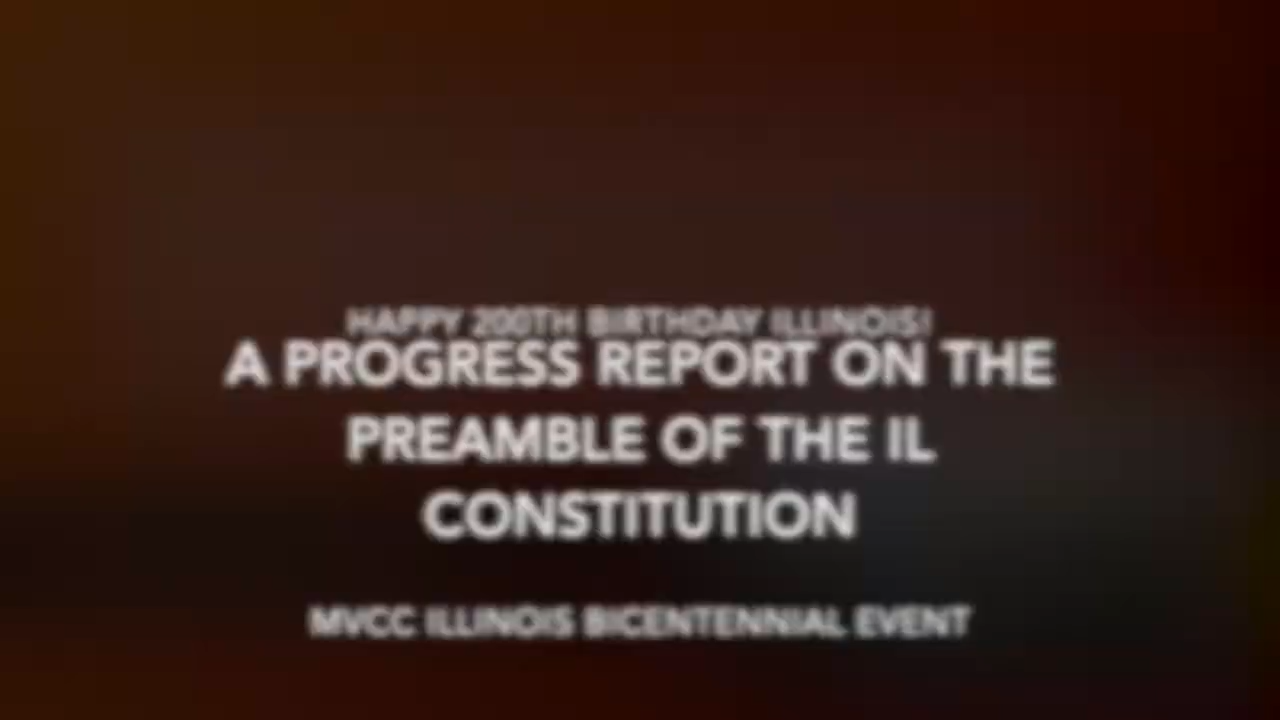 HAPPY 200TH BIRTHDAY ILLINOIS!
A PROGRESS REPORT ON THE
PREAMBLE OF THE IL
CONSTITUTION
MVCC ILLINOIS BICENTENNIAL EVENT